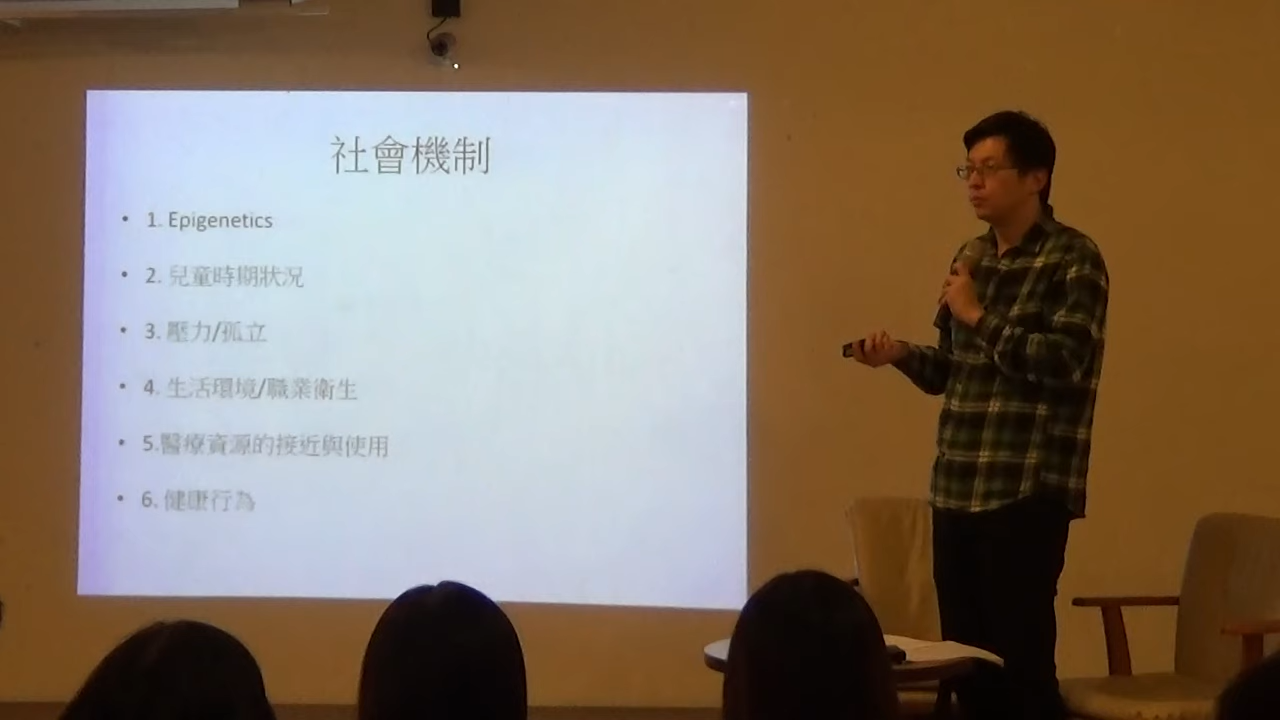 社會機制
• 1. Epigenetics
• 2. 兒童時期狀況
• 3. 壓力/孤立
• 4. 生活環境/職業衛生
• 5.醫療資源的接近與使用
• 6. 健康行為